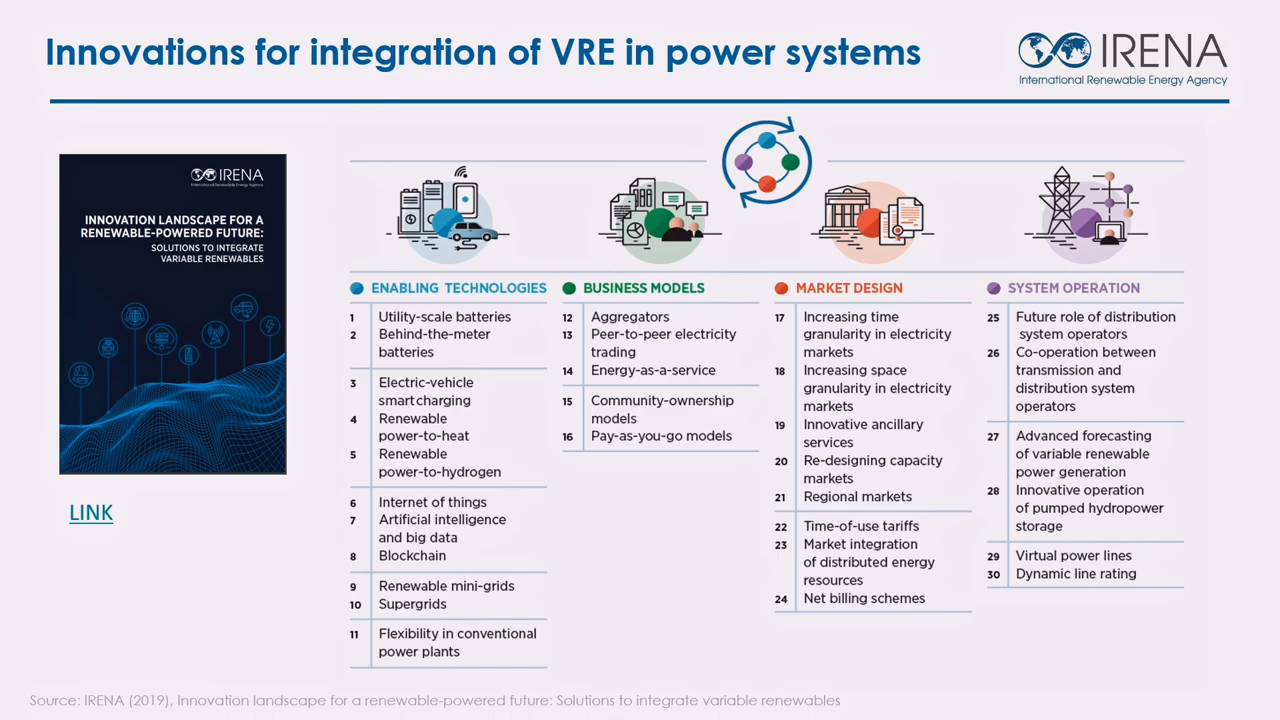 Innovations for integration of VRE in power systems
IRENA
International Renewable Energy Agency
IRENA
International Renewable Energy Agency
INNOVATION LANDSCAPE FOR A
RENEWABLE-POWERED FUTURE:
SOLUTIONS TO INTEGRATE
VARIABLE RENEWABLES
LINK
ENABLING TECHNOLOGIES
1 Utility-scale batteries
2 Behind-the-meter
batteries
3 Electric-vehicle
smart charging
4 Renewable
power-to-heat
5 Renewable
power-to-hydrogen
6 Internet of things
7 Artificial intelligence
and big data
8 Blockchain
9 Renewable mini-grids
10 Supergrids
11 Flexibility in conventional
power plants
BUSINESS MODELS
12 Aggregators
13 Peer-to-peer electricity
trading
14 Energy-as-a-service
15 Community-ownership
models
16 Pay-as-you-go models
MARKET DESIGN
17 Increasing time
granularity in electricity
markets
18 Increasing space
granularity in electricity
markets
19 Innovative ancillary
services
20 Re-designing capacity
markets
21 Regional markets
22 Time-of-use tariffs
23 Market integration
of distributed energy
resources
24 Net billing schemes
SYSTEM OPERATION
25 Future role of distribution
system operators
26 Co-operation between
transmission and
distribution system
operators
27 Advanced forecasting
of variable renewable
power generation
28 Innovative operation
of pumped hydropower
storage
29 Virtual power lines
30 Dynamic line rating
Source: IRENA (2019), Innovation landscape for a renewable-powered future: Solutions to integrate variable renewables